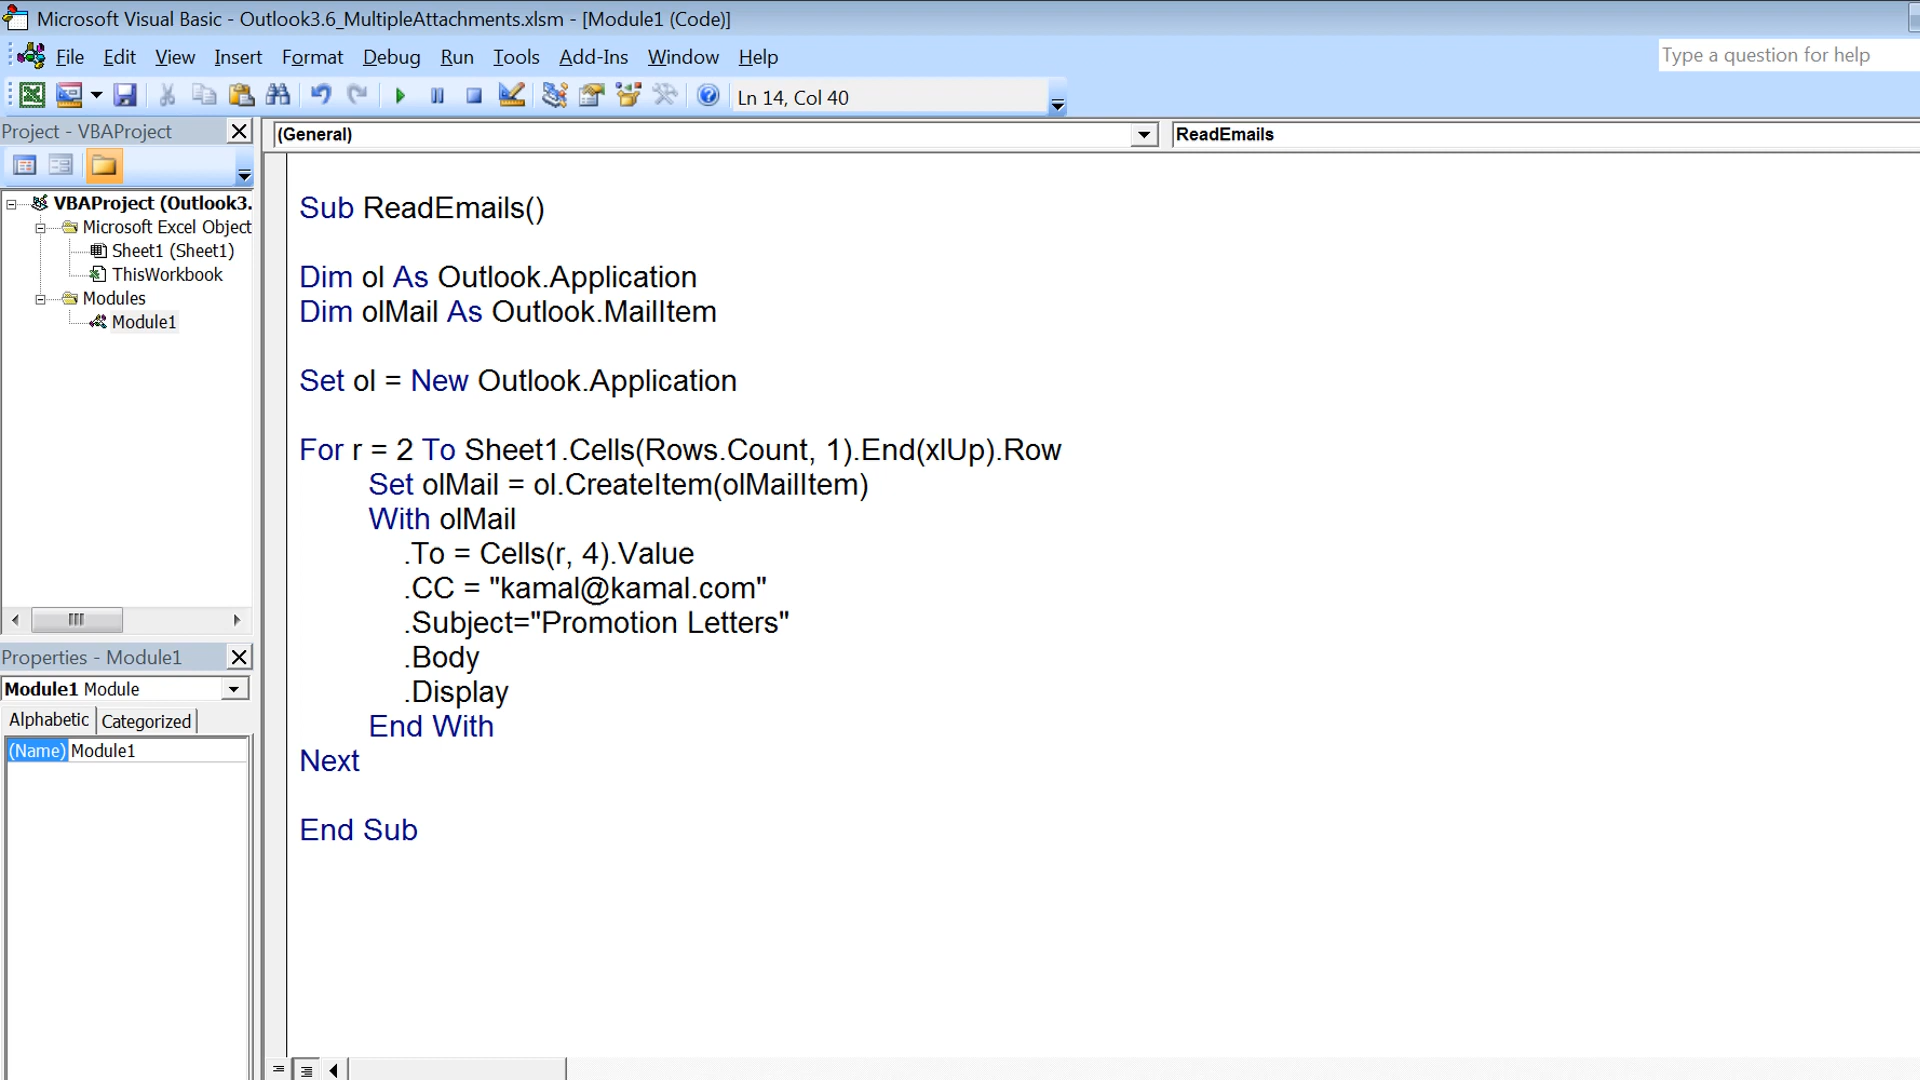 Microsoft Visual Basic - Outlook3.6_MultipleAttachments.xlsm - [Module1 (Code)]
File Edit View Insert Format Debug Run Tools Add-Ins Window Help
Type a question for help
Ln 14, Col 40
Project - VBAProject
(General)
ReadEmails
VBAProject (Outlook3.
Microsoft Excel Object
Sheet1 (Sheet1)
ThisWorkbook
Modules
Module1
Properties - Module1
Module1 Module
Alphabetic Categorized
(Name) Module1
Sub ReadEmails()
Dim ol As Outlook.Application
Dim olMail As Outlook.MailItem
Set ol = New Outlook.Application
For r = 2 To Sheet1.Cells(Rows.Count, 1).End(xlUp).Row
Set olMail = ol.CreateItem(olMailItem)
With olMail
.To = Cells(r, 4).Value
.CC = "kamal@kamal.com"
.Subject="Promotion Letters"
.Body
.Display
End With
Next
End Sub